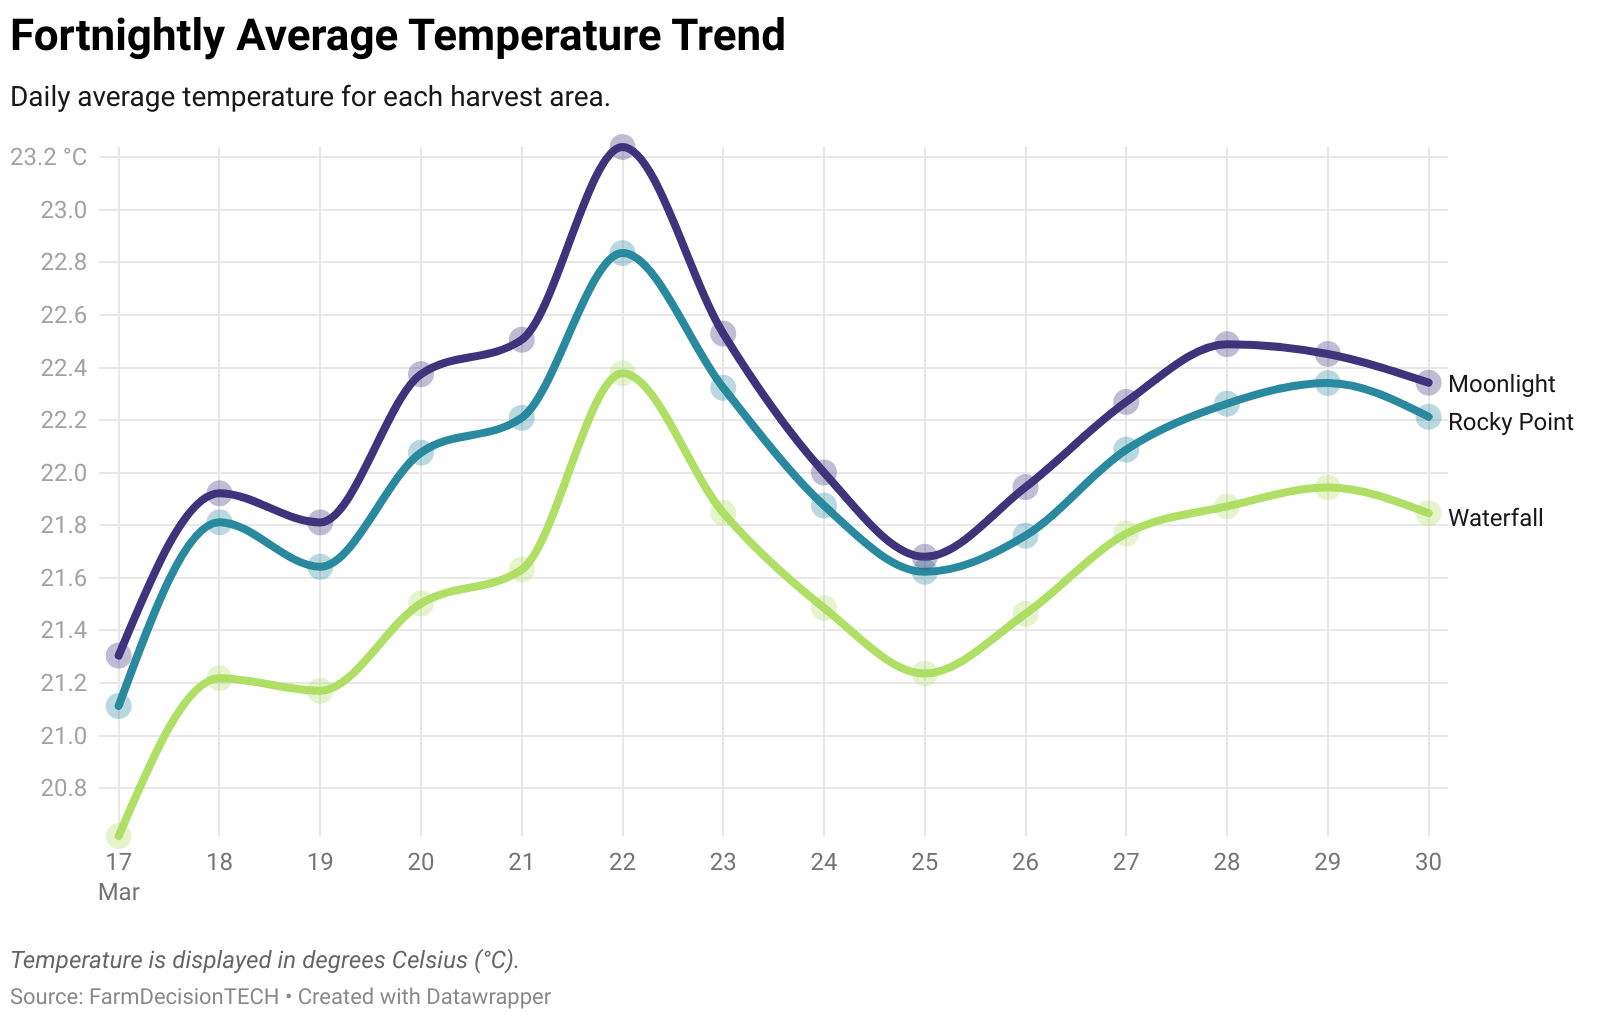 Fortnightly Average Temperature Trend
Daily average temperature for each harvest area.
23.2 °C
23.0
22.8
22.6
22.4
22.2
22.0
21.8
21.6
21.4
21.2
21.0
20.8
Moonlight
Rocky Point
Waterfall
17 18 19 20 21 22 23 24 25 26 27 28 29 30
Mar
Temperature is displayed in degrees Celsius (°C).
Source: FarmDecisionTECH • Created with Datawrapper